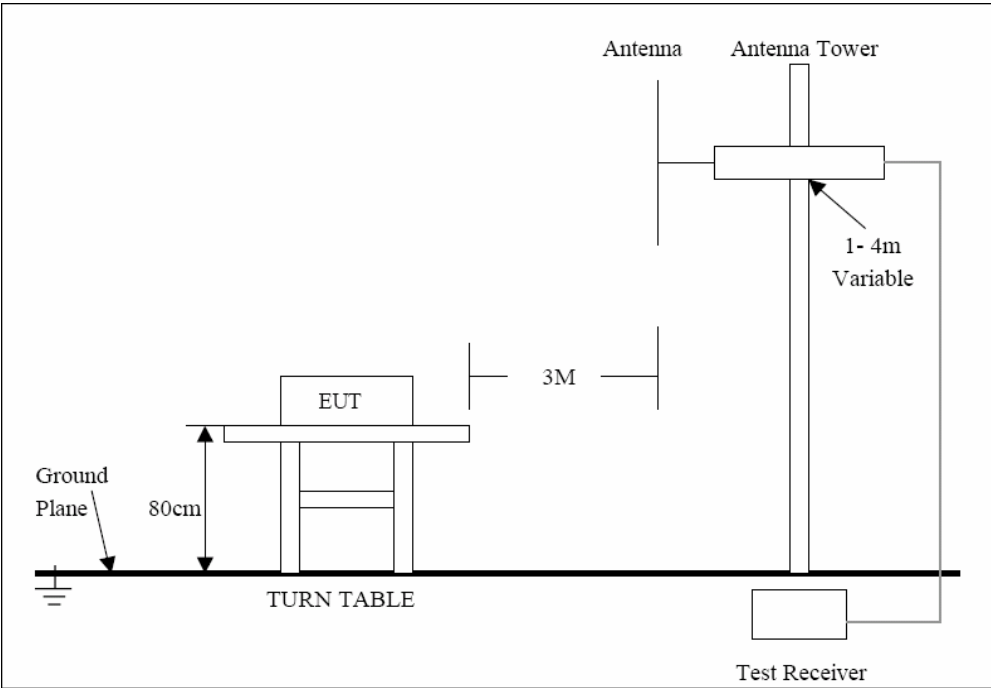 Antenna
Antenna Tower
1- 4m
Variable
3M
EUT
Ground
Plane
80cm
TURN TABLE
Test Receiver